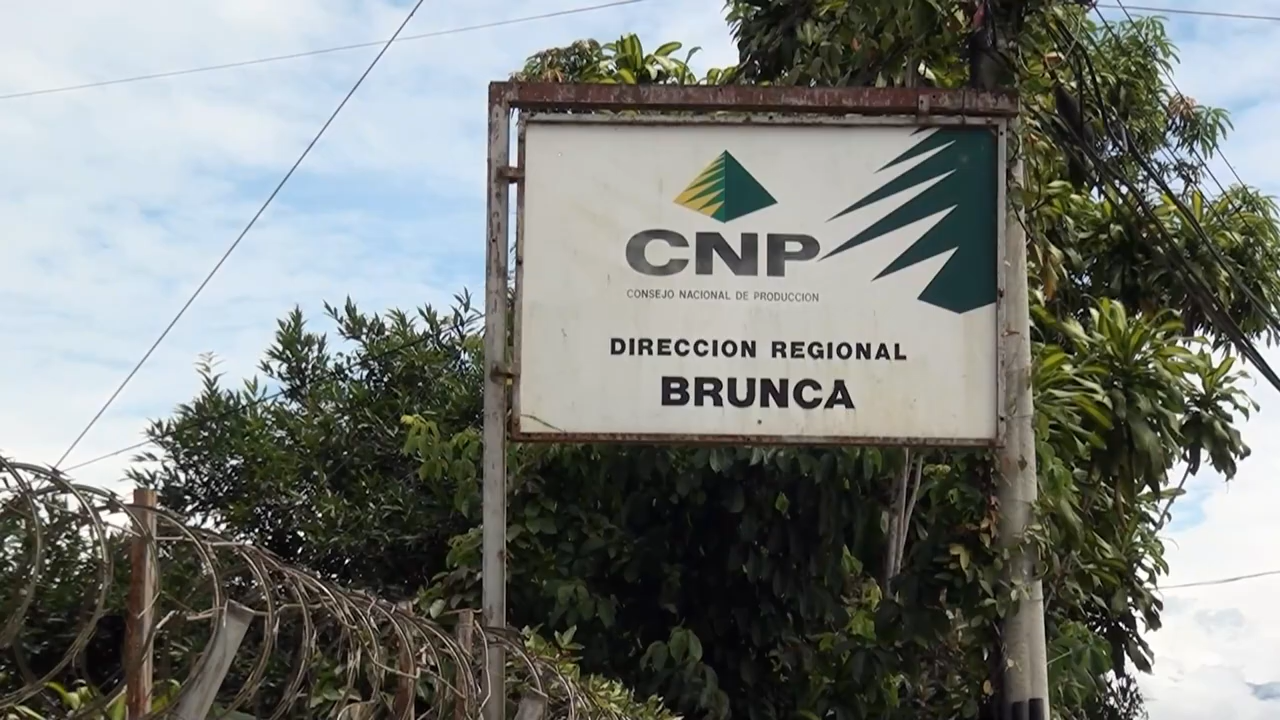 CNP
CONSEJO NACIONAL DE PRODUCCION
DIRECCION REGIONAL
BRUNCA